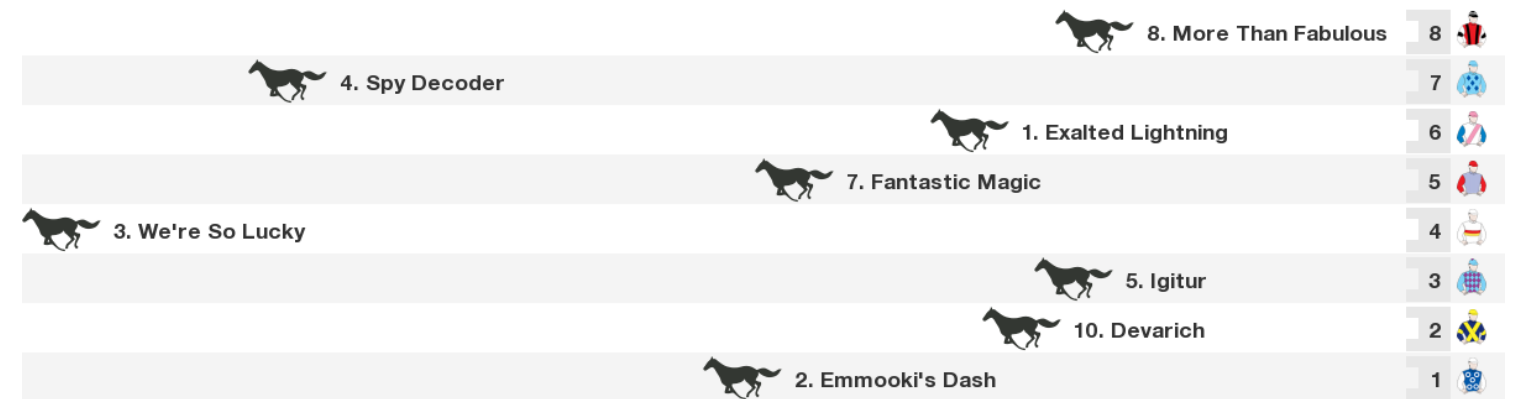 8. More Than Fabulous 8
4. Spy Decoder 7
1. Exalted Lightning 6
7. Fantastic Magic 5
3. We're So Lucky 4
5. Igitur 3
10. Devarich 2
2. Emmooki's Dash 1